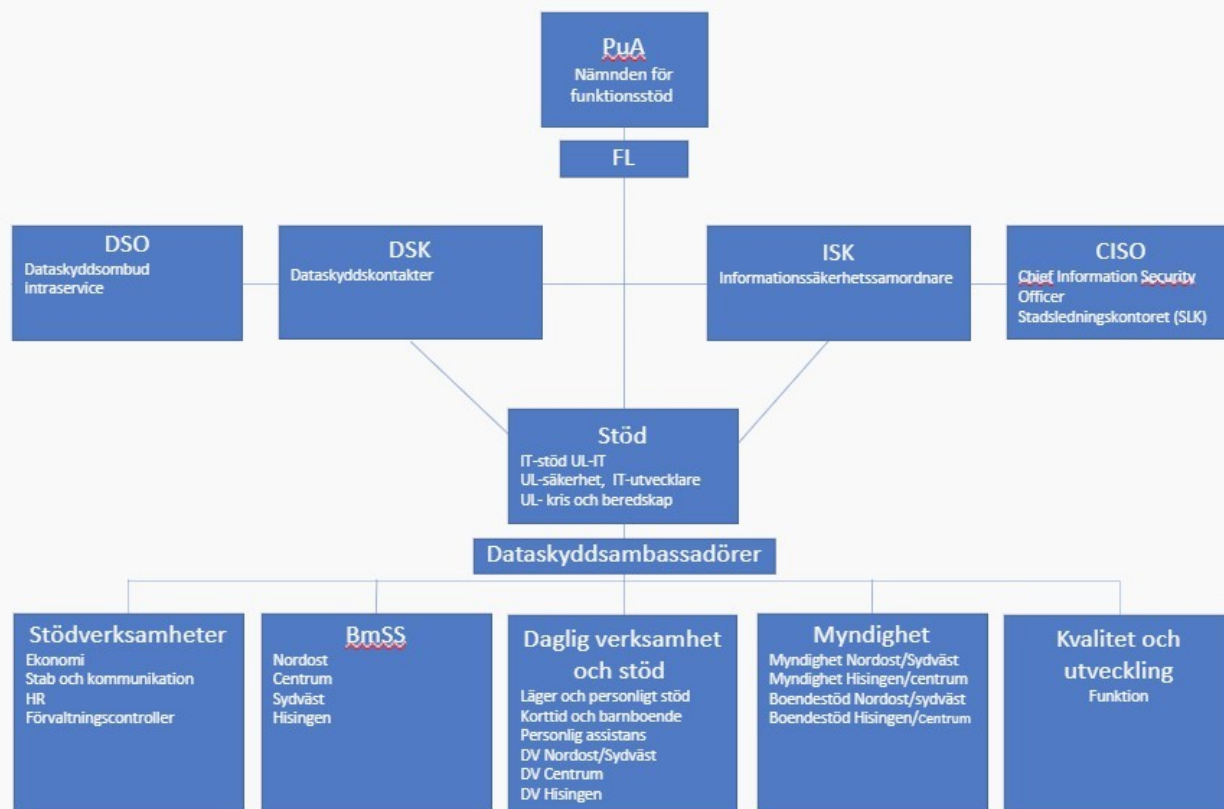 PuA
Nämnden för
funktionsstöd
FL
DSO
Dataskyddsombud
intraservice
DSK
Dataskyddskontakter
ISK
Informationssäkerhetssamordnare
CISO
Chief Information Security
Officer
Stadsledningskontoret (SLK)
Stöd
IT-stöd UL-IT
UL-säkerhet, IT-utvecklare
UL- kris och beredskap
Dataskyddsambassadörer
Stödverksamheter
Ekonomi
Stab och kommunikation
HR
Förvaltningscontroller
BmSS
Nordost
Centrum
Sydväst
Hisingen
Daglig verksamhet
och stöd
Läger och personligt stöd
Korttid och barnboende
Personlig assistans
DV Nordost/Sydväst
DV Centrum
DV Hisingen
Myndighet
Myndighet Nordost/Sydväst
Myndighet Hisingen/centrum
Boendestöd Nordost/sydväst
Boendestöd Hisingen/Centrum
Kvalitet och
utveckling
Funktion